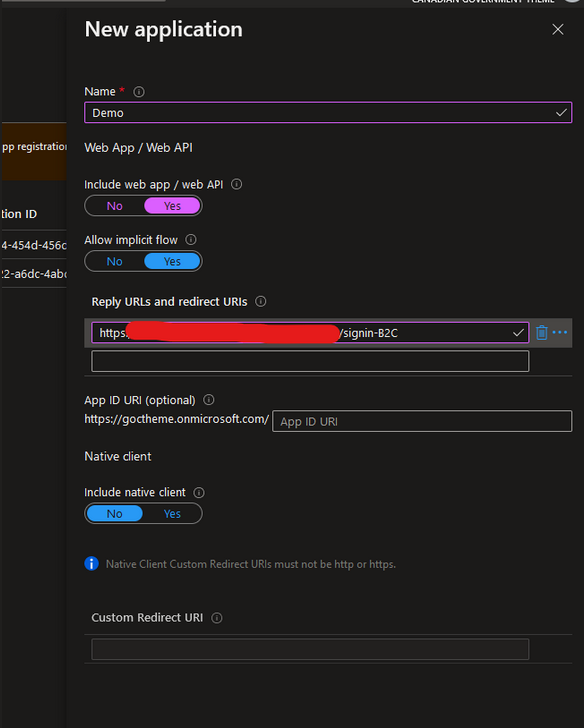 CANADIAN GOVERNMENT THEME
New application
Name *
Demo
pp registration
Web App / Web API
Include web app / web API
No Yes
tion ID
Allow implicit flow
4-454d-456c
No Yes
22-a6dc-4abc
Reply URLs and redirect URIs
https:
/signin-B2C
App ID URI (optional)
https://goctheme.onmicrosoft.com/ App ID URI
Native client
Include native client
No Yes
Native Client Custom Redirect URIs must not be http or https.
Custom Redirect URI